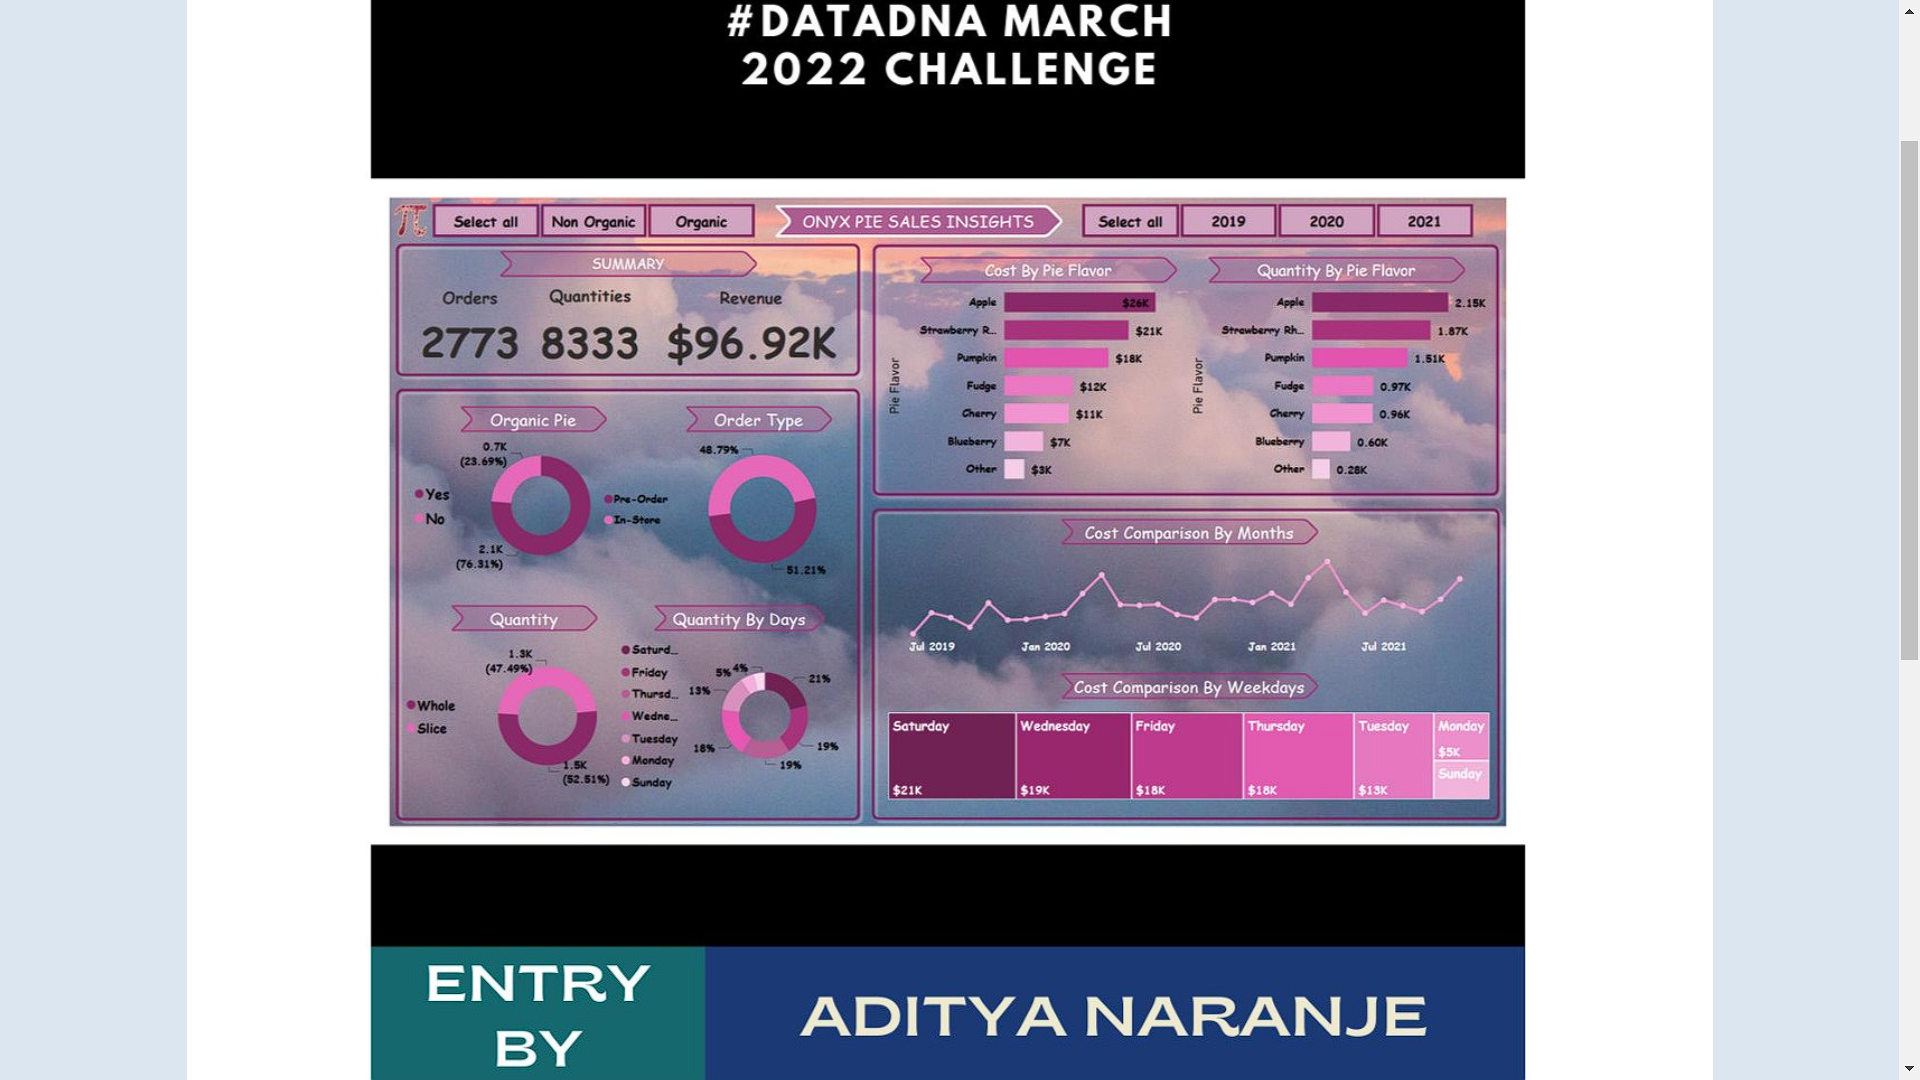 #DATADNA MARCH
2022 CHALLENGE
Select all
Non Organic
Organic
ONYX PIE SALES INSIGHTS
Select all
2019
2020
2021
SUMMARY
Orders
Quantities
Revenue
2773
8333
$96.92K
Organic Pie
0.7K
(23.69%)
Yes
No
2.1K
(76.31%)
Order Type
48.79%
Pre-Order
In-Store
51.21%
Quantity
1.3K
(47.49%)
Whole
Slice
1.5K
(52.51%)
Quantity By Days
Saturd...
Friday
Thursd...
Wedne...
Tuesday
Monday
Sunday
5%
4%
21%
13%
18%
19%
19%
Cost By Pie Flavor
Pie Flavor
Apple
$26K
Strawberry R...
$21K
Pumpkin
$18K
Fudge
$12K
Cherry
$11K
Blueberry
$7K
Other
$3K
Quantity By Pie Flavor
Pie Flavor
Apple
2.15K
Strawberry Rh...
1.87K
Pumpkin
1.51K
Fudge
0.97K
Cherry
0.96K
Blueberry
0.60K
Other
0.28K
Cost Comparison By Months
Jul 2019
Jan 2020
Jul 2020
Jan 2021
Jul 2021
Cost Comparison By Weekdays
Saturday
$21K
Wednesday
$19K
Friday
$18K
Thursday
$18K
Tuesday
$13K
Monday
$5K
Sunday
ENTRY
BY
ADITYA NARANJE